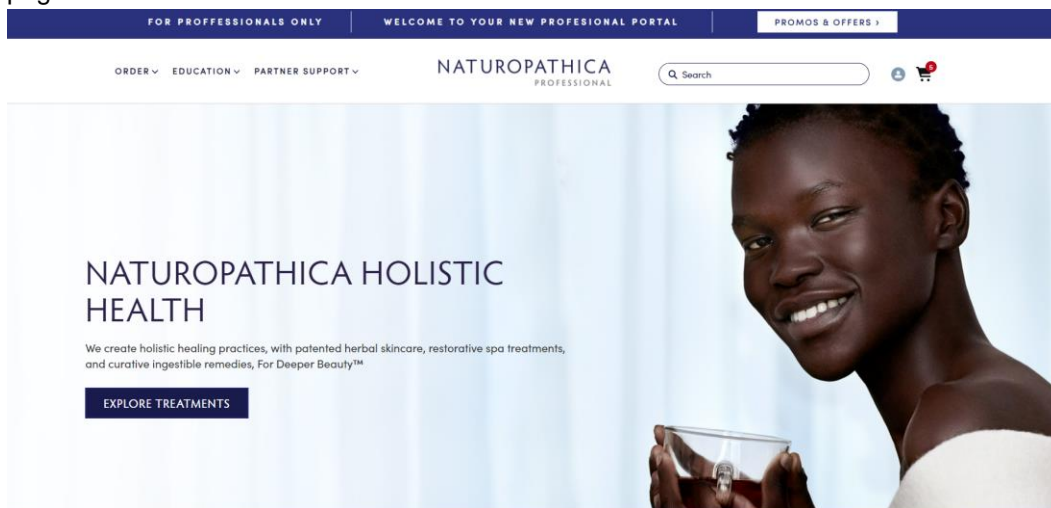 FOR PROFFESSIONALS ONLY
WELCOME TO YOUR NEW PROFESIONAL PORTAL
PROMOS & OFFERS ›
ORDER
EDUCATION
PARTNER SUPPORT
NATUROPATHICA
PROFESSIONAL
Search
NATUROPATHICA HOLISTIC
HEALTH
We create holistic healing practices, with patented herbal skincare, restorative spa treatments,
and curative ingestible remedies, For Deeper Beauty™
EXPLORE TREATMENTS